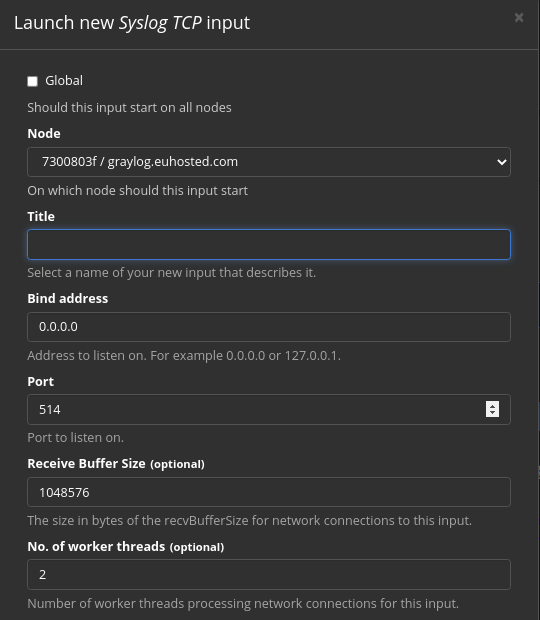 Launch new Syslog TCP input
×
Global
Should this input start on all nodes
Node
7300803f / graylog.euhosted.com
On which node should this input start
Title
Select a name of your new input that describes it.
Bind address
0.0.0.0
Address to listen on. For example 0.0.0.0 or 127.0.0.1.
Port
514
Port to listen on.
Receive Buffer Size (optional)
1048576
The size in bytes of the recvBufferSize for network connections to this input.
No. of worker threads (optional)
2
Number of worker threads processing network connections for this input.